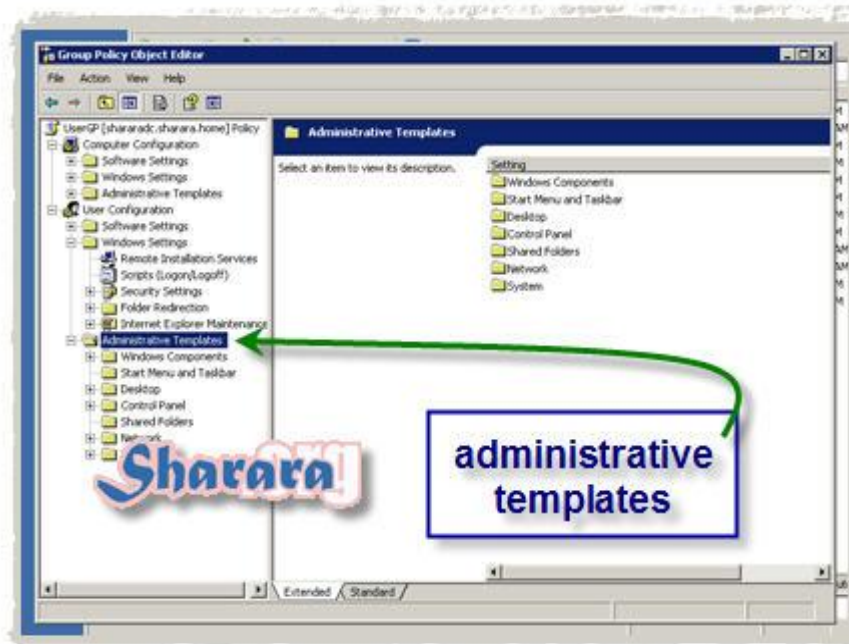 Group Policy Object Editor
File Action View Help
UserGP [shararadc.sharara.home] Policy
Computer Configuration
Software Settings
Windows Settings
Administrative Templates
User Configuration
Software Settings
Windows Settings
Remote Installation Services
Scripts (Logon/Logoff)
Security Settings
Folder Redirection
Internet Explorer Maintenance
Administrative Templates
Windows Components
Start Menu and Taskbar
Desktop
Control Panel
Shared Folders
Network
Administrative Templates
Select an item to view its description.
Setting
Windows Components
Start Menu and Taskbar
Desktop
Control Panel
Shared Folders
Network
System
administrative
templates
Sharara
.org
Extended Standard